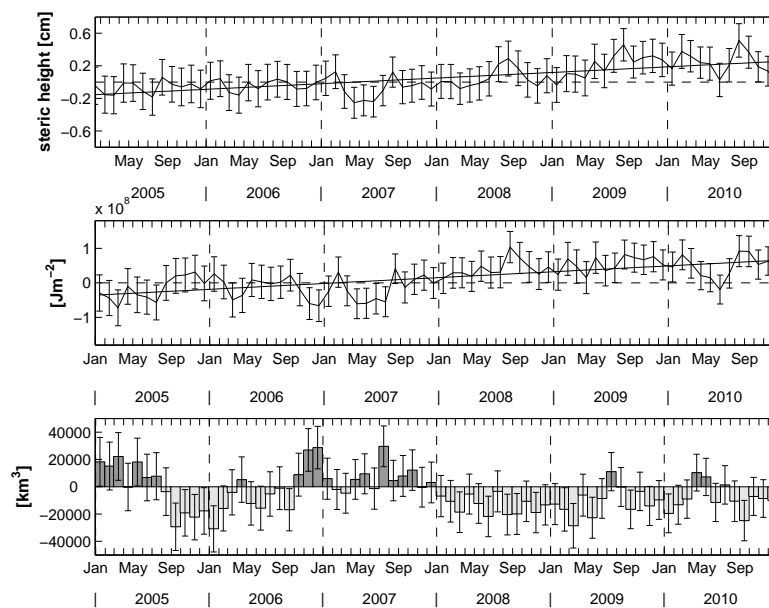 steric height [cm]
0.6
0.2
−0.2
−0.6
May Sep Jan May Sep Jan May Sep Jan May Sep Jan May Sep Jan May Sep
2005 | 2006 | 2007 | 2008 | 2009 | 2010
x 10^8
[Jm^-2]
1
0
−1
Jan May Sep Jan May Sep Jan May Sep Jan May Sep Jan May Sep Jan May Sep
| 2005 | 2006 | 2007 | 2008 | 2009 | 2010
[km^3]
40000
20000
0
−20000
−40000
Jan May Sep Jan May Sep Jan May Sep Jan May Sep Jan May Sep Jan May Sep
| 2005 | 2006 | 2007 | 2008 | 2009 | 2010